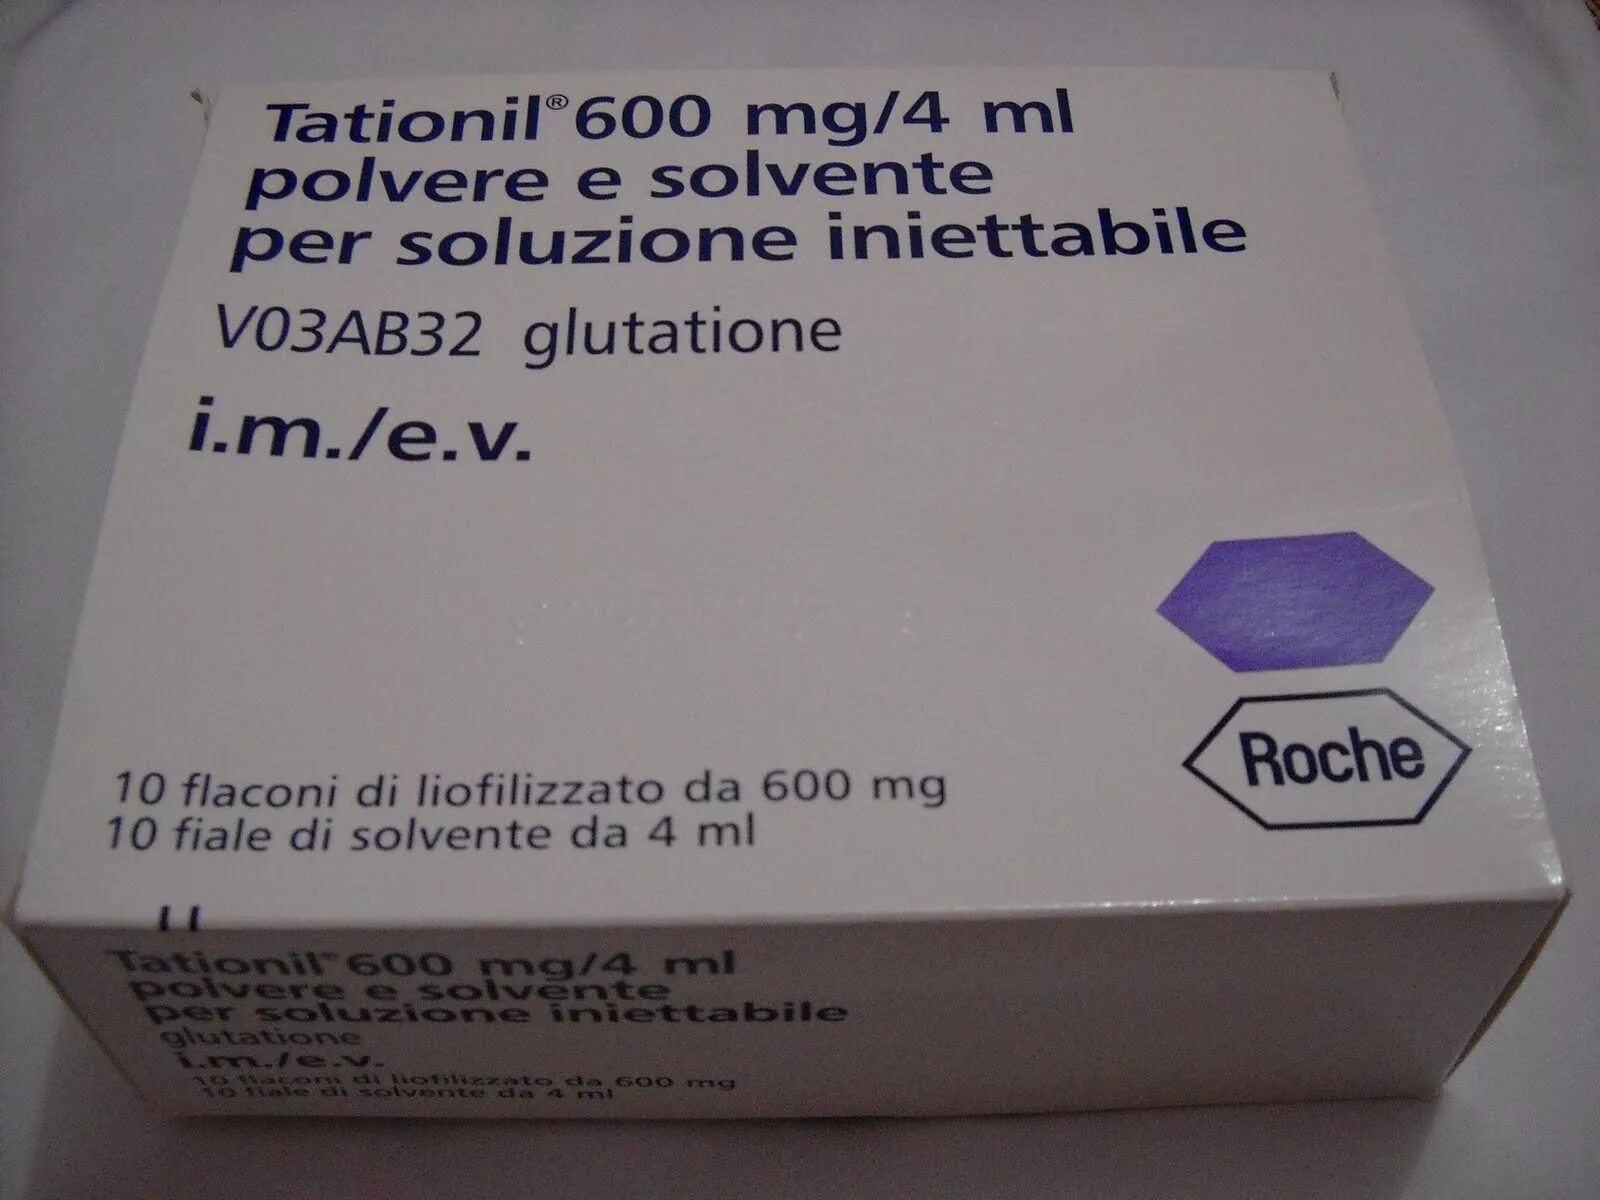 Tationil® 600 mg/4 ml
polvere e solvente
per soluzione iniettabile
V03AB32 glutatione
i.m./e.v.
Roche
10 flaconi di liofilizzato da 600 mg
10 fiale di solvente da 4 ml
Tationil® 600 mg/4 ml
polvere e solvente
per soluzione iniettabile
glutatione
i.m./e.v.
10 flaconi di liofilizzato da 600 mg
10 fiale di solvente da 4 ml